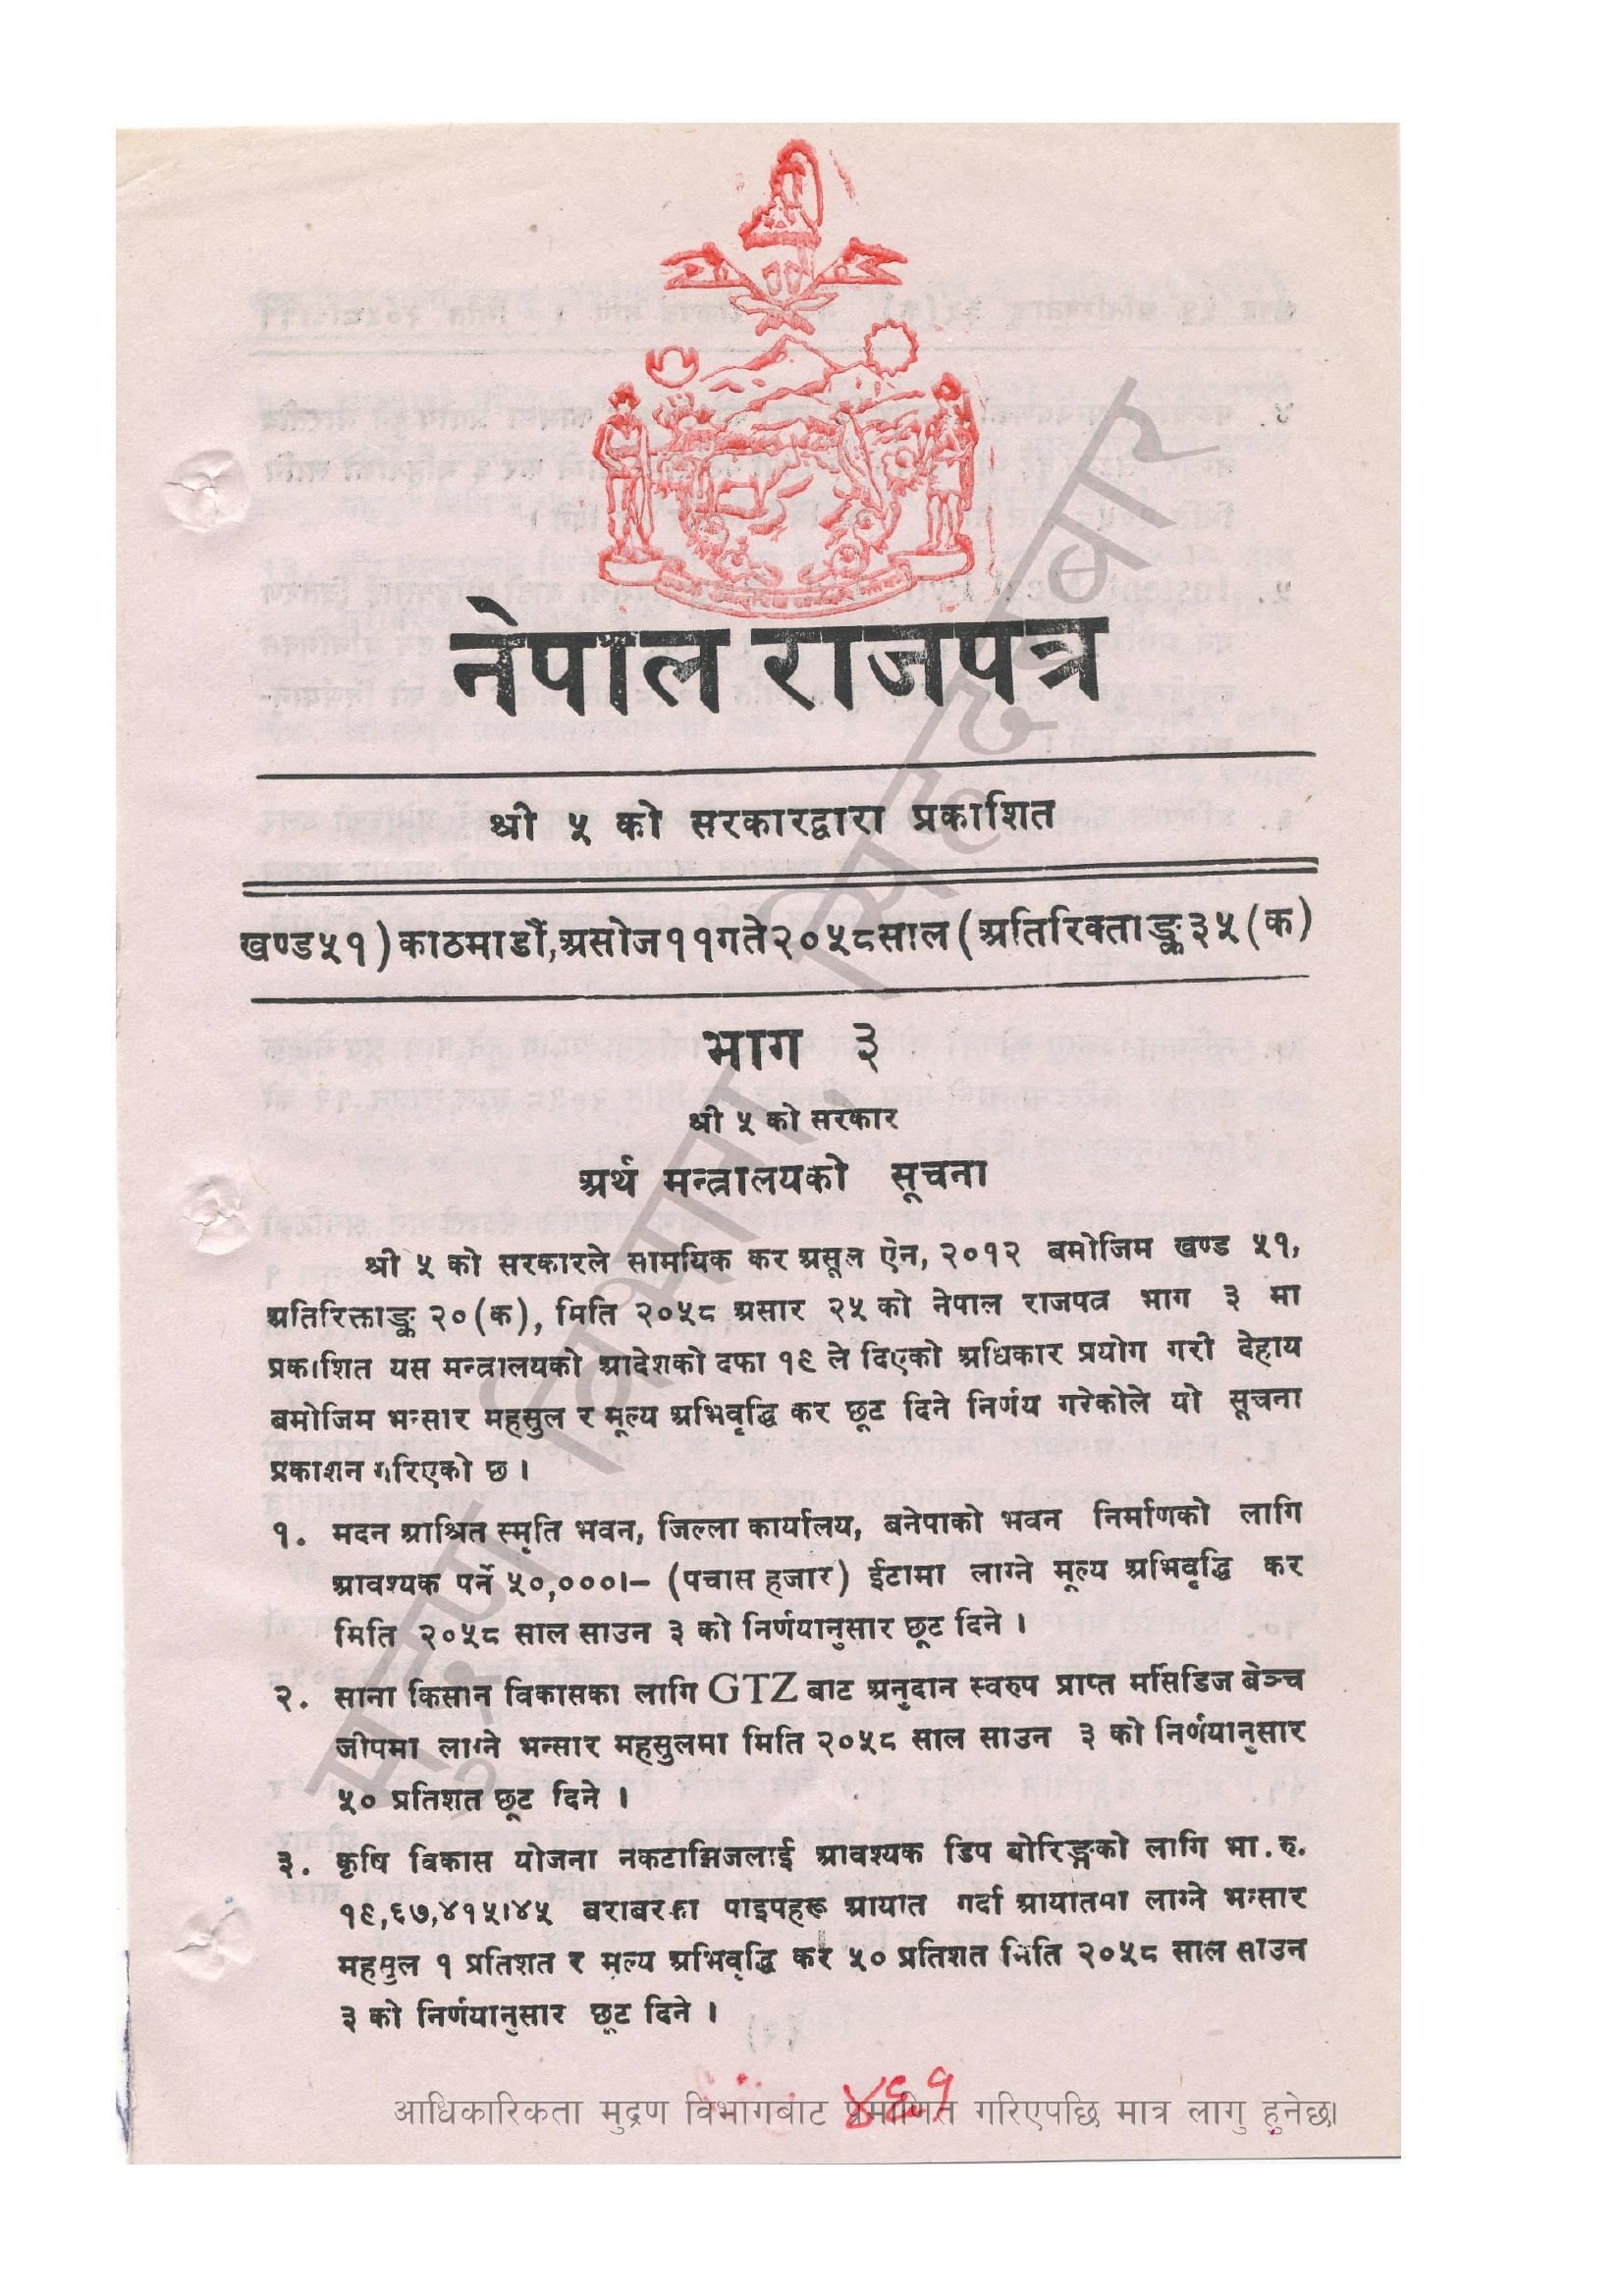 नेपाल राजपत्र
श्री ५ को सरकारद्वारा प्रकाशित
खण्ड५१) काठमाडौं,असोज११गते२०५८साल (अतिरिक्ताङ्क३५(क)
भाग ३
श्री ५ को सरकार
अर्थ मन्त्रालयको सूचना
श्री ५ को सरकारले सामयिक कर असूल ऐन, २०१२ बमोजिम खण्ड ५१,
अतिरिक्ताङ्क २०(क), मिति २०५८ असार २५ को नेपाल राजपत्र भाग ३ मा
प्रकाशित यस मन्त्रालयको आदेशको दफा १९ ले दिएको अधिकार प्रयोग गरी देहाय
बमोजिम भन्सार महसुल र मूल्य अभिवृद्धि कर छूट दिने निर्णय गरेकोले यो सूचना
प्रकाशन गरिएको छ ।
१. मदन आश्रित स्मृति भवन, जिल्ला कार्यालय, बनेपाको भवन निर्माणको लागि
आवश्यक पर्ने ५०,०००।– (पचास हजार) ईटामा लाग्ने मूल्य अभिवृद्धि कर
मिति २०५८ साल साउन ३ को निर्णयानुसार छूट दिने ।
२. साना किसान विकासका लागि GTZ बाट अनुदान स्वरुप प्राप्त मर्सिडिज बेञ्च
जीपमा लाग्ने भन्सार महसुलमा मिति २०५८ साल साउन ३ को निर्णयानुसार
५० प्रतिशत छूट दिने ।
३. कृषि विकास योजना नकटाझिजलाई आवश्यक डिप बोरिङ्गको लागि भा. रु.
१९,६७,४१५।४५ बराबरका पाइपहरू आयात गर्दा आयातमा लाग्ने भन्सार
महसुल १ प्रतिशत र मूल्य अभिवृद्धि कर ५० प्रतिशत मिति २०५८ साल साउन
३ को निर्णयानुसार छूट दिने ।
४६१
आधिकारिकता मुद्रण विभागबाट प्रमाणित गरिएपछि मात्र लागु हुनेछ।
मुद्रण विभाग, सिंहदरबार